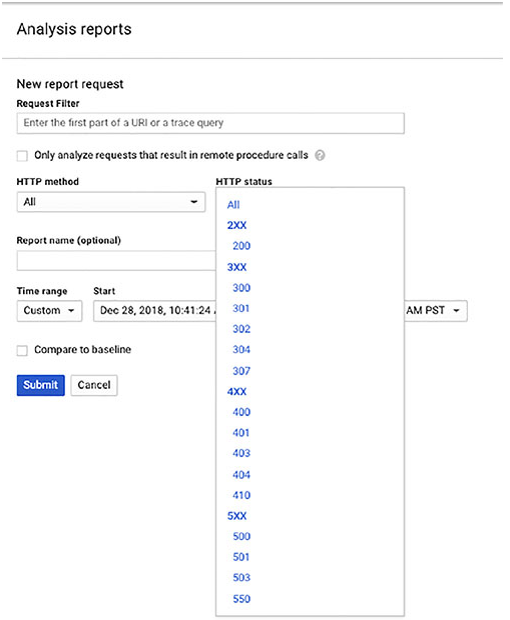 Analysis reports
New report request
Request Filter
Enter the first part of a URI or a trace query
Only analyze requests that result in remote procedure calls ?
HTTP method HTTP status
All
All
2XX
200
3XX
300
301
302
304
307
4XX
400
401
403
404
410
5XX
500
501
503
550
Report name (optional)
Time range Start
Custom Dec 28, 2018, 10:41:24 AM PST
Compare to baseline
Submit Cancel